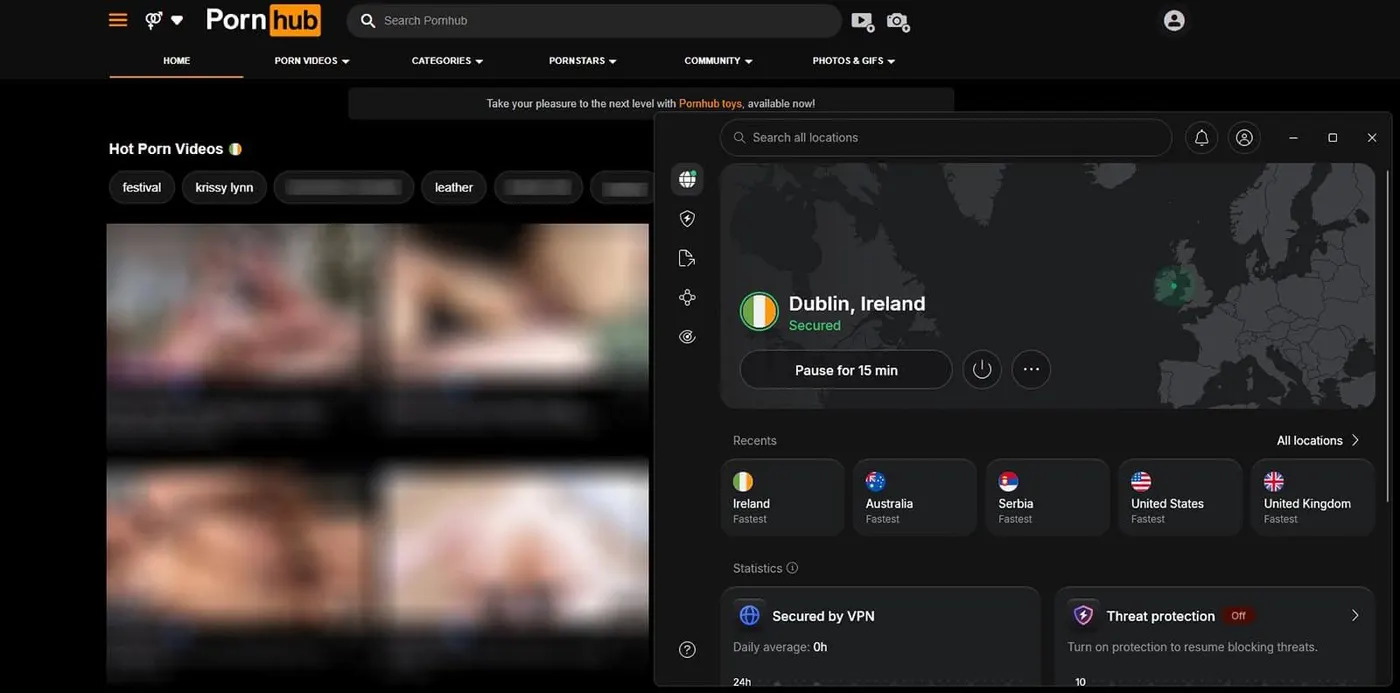 Pornhub
Search Pornhub
HOME
PORN VIDEOS
CATEGORIES
PORNSTARS
COMMUNITY
PHOTOS & GIFS
Take your pleasure to the next level with Pornhub toys, available now!
Hot Porn Videos
festival
krissy lynn
leather
Search all locations
Dublin, Ireland
Secured
Pause for 15 min
Recents
All locations
Ireland
Fastest
Australia
Fastest
Serbia
Fastest
United States
Fastest
United Kingdom
Fastest
Statistics
Secured by VPN
Daily average: 0h
24h
Threat protection Off
Turn on protection to resume blocking threats.
10